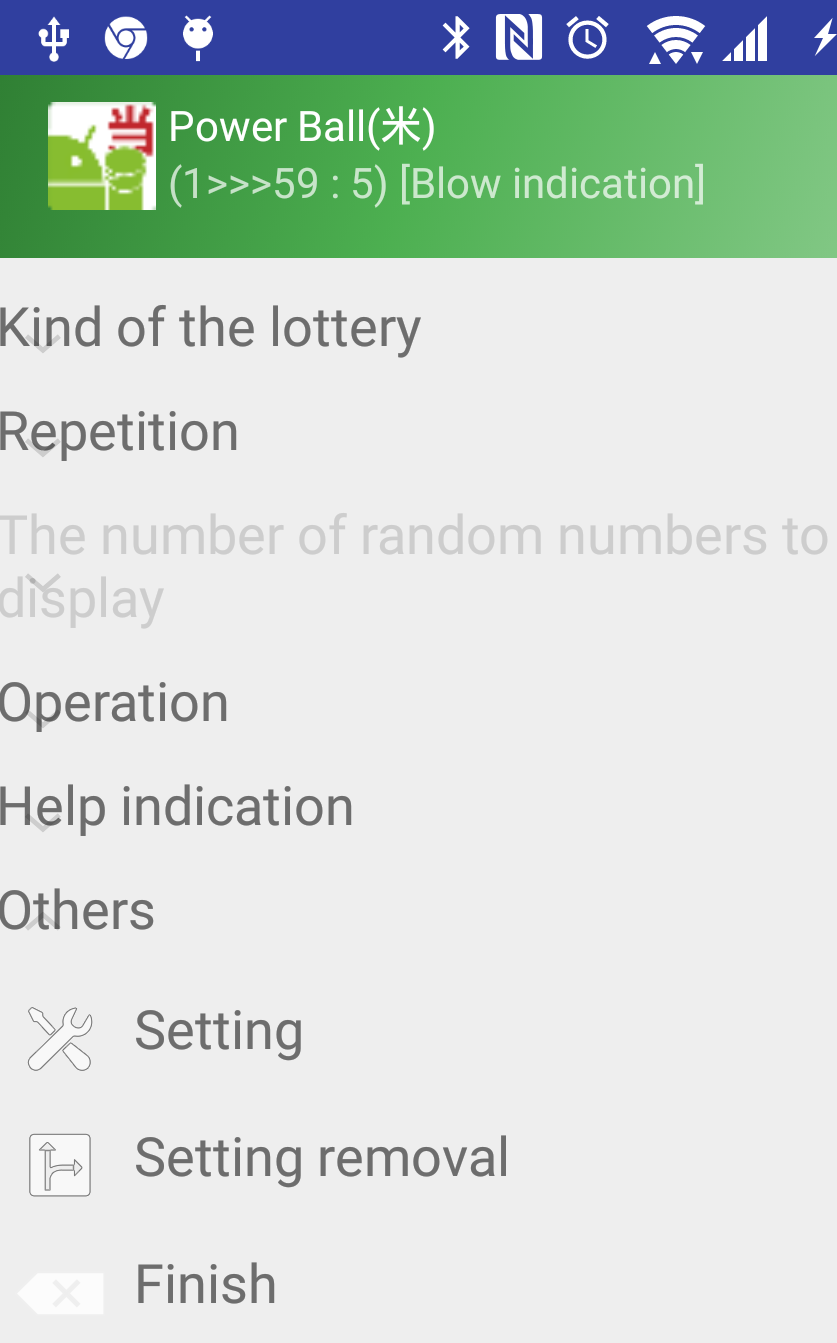 Power Ball(米)
(1>>>59 : 5) [Blow indication]
Kind of the lottery
Repetition
The number of random numbers to
display
Operation
Help indication
Others
Setting
Setting removal
Finish